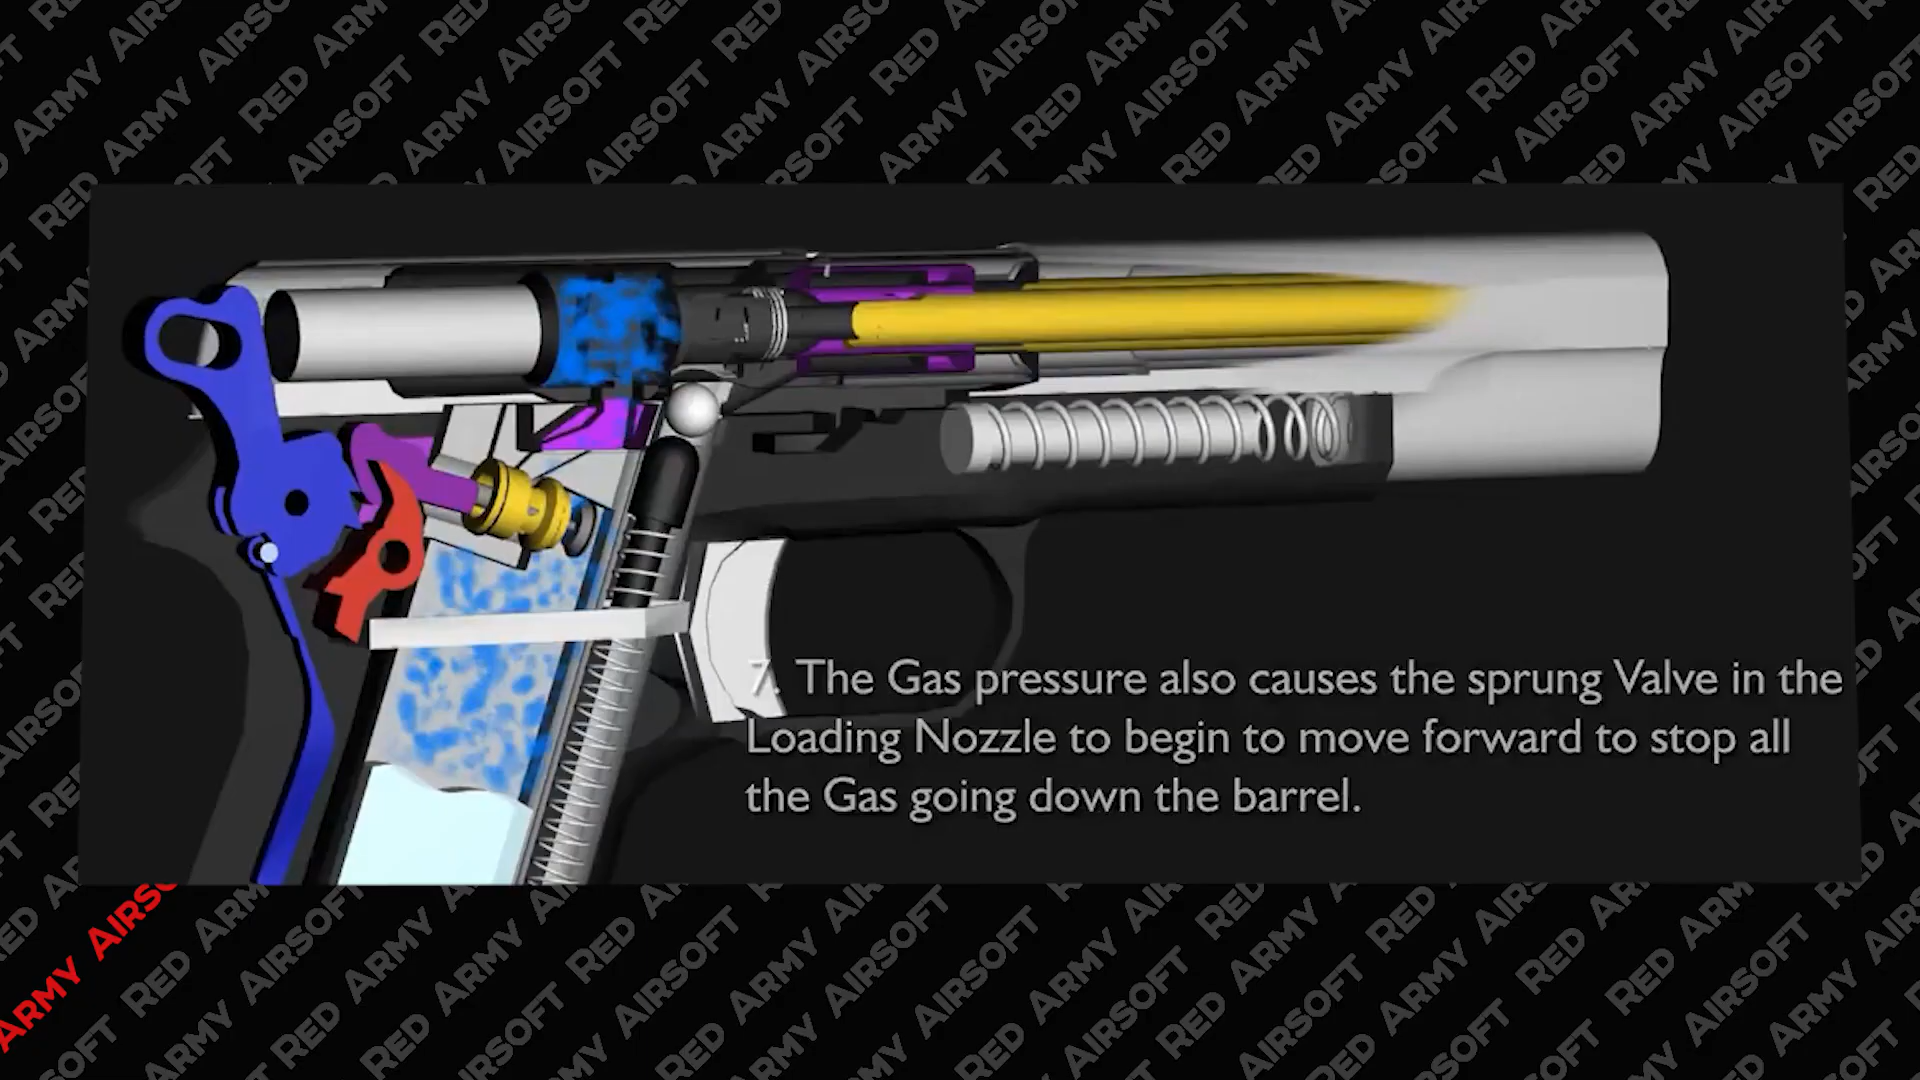 7. The Gas pressure also causes the sprung Valve in the
Loading Nozzle to begin to move forward to stop all
the Gas going down the barrel.
RED ARMY AIRSOFT